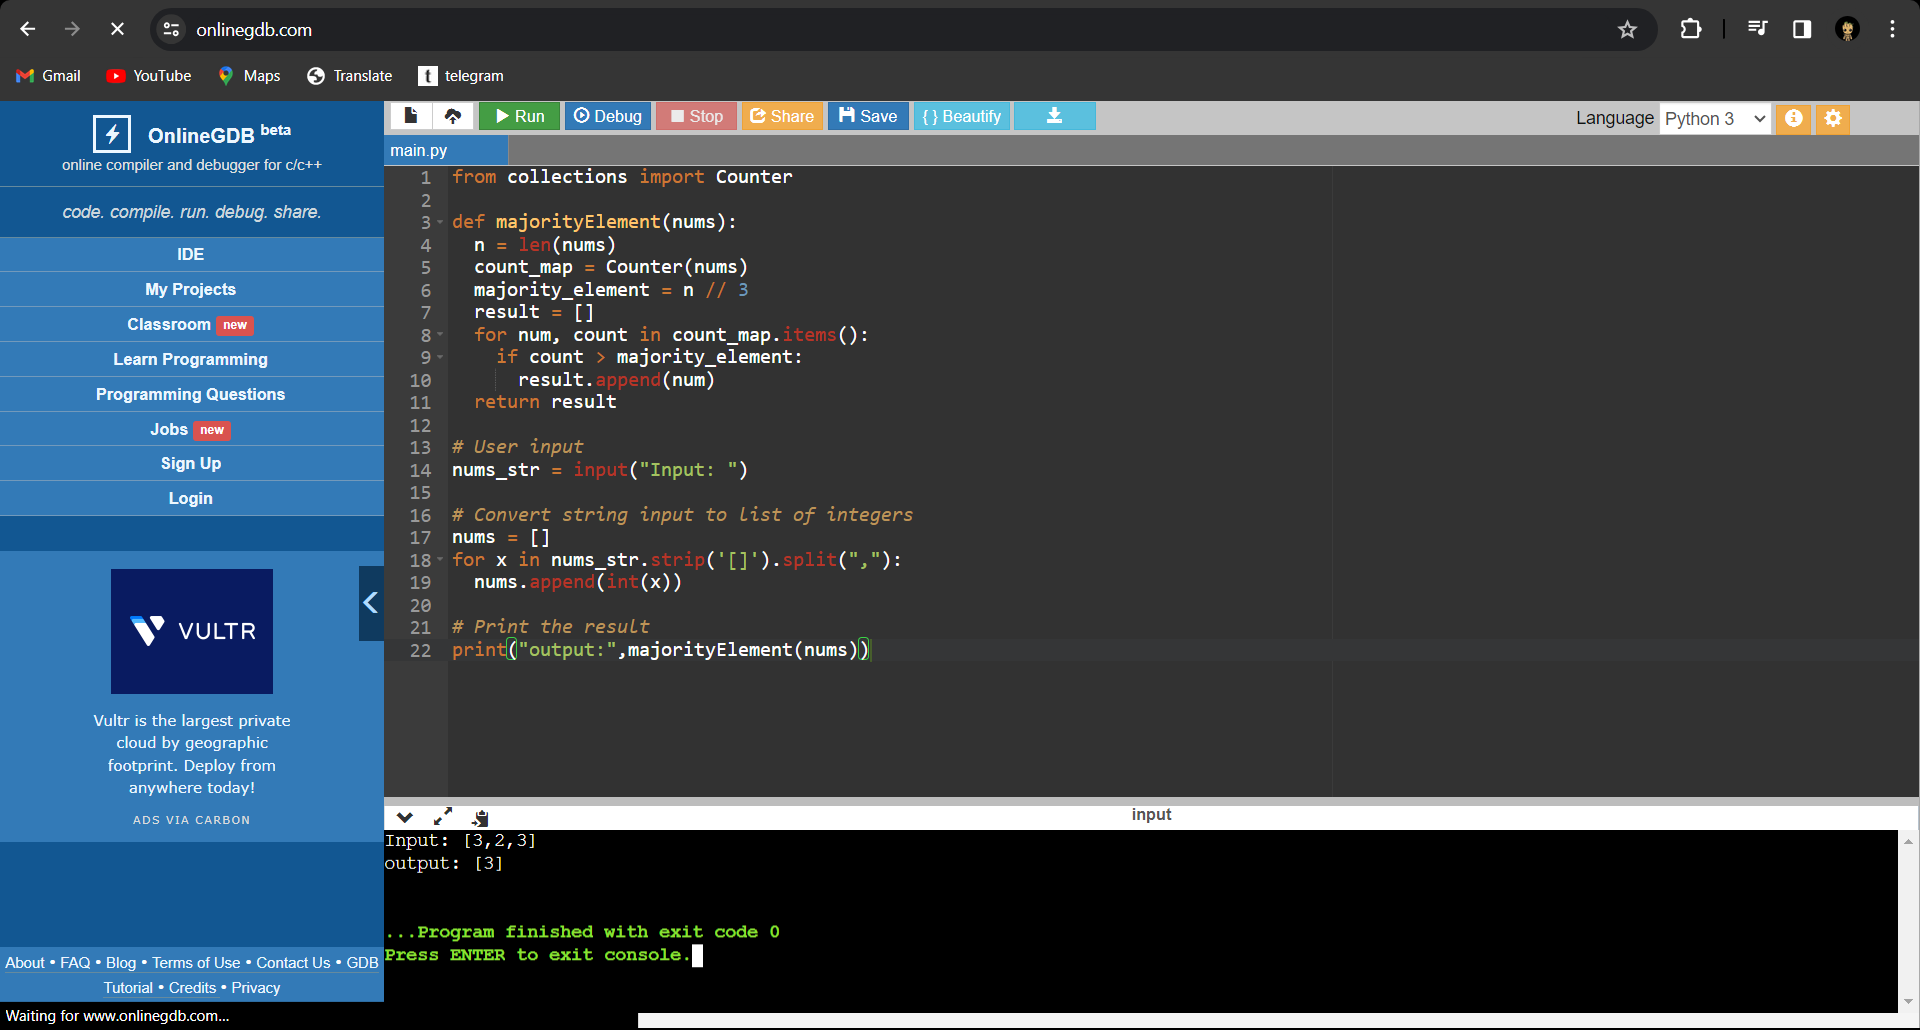 onlinegdb.com
Gmail YouTube Maps Translate t telegram
OnlineGDB beta
online compiler and debugger for c/c++
code. compile. run. debug. share.
IDE
My Projects
Classroom new
Learn Programming
Programming Questions
Jobs new
Sign Up
Login
VULTR
Vultr is the largest private
cloud by geographic
footprint. Deploy from
anywhere today!
ADS VIA CARBON
About • FAQ • Blog • Terms of Use • Contact Us • GDB
Tutorial • Credits • Privacy
Waiting for www.onlinegdb.com...
Run Debug Stop Share Save { } Beautify Language Python 3
main.py
1 from collections import Counter
2
3 def majorityElement(nums):
4   n = len(nums)
5   count_map = Counter(nums)
6   majority_element = n // 3
7   result = []
8   for num, count in count_map.items():
9     if count > majority_element:
10       result.append(num)
11   return result
12
13 # User input
14 nums_str = input("Input: ")
15
16 # Convert string input to list of integers
17 nums = []
18 for x in nums_str.strip('[]').split(","):
19   nums.append(int(x))
20
21 # Print the result
22 print("output:",majorityElement(nums))
input
Input: [3,2,3]
output: [3]
...Program finished with exit code 0
Press ENTER to exit console.